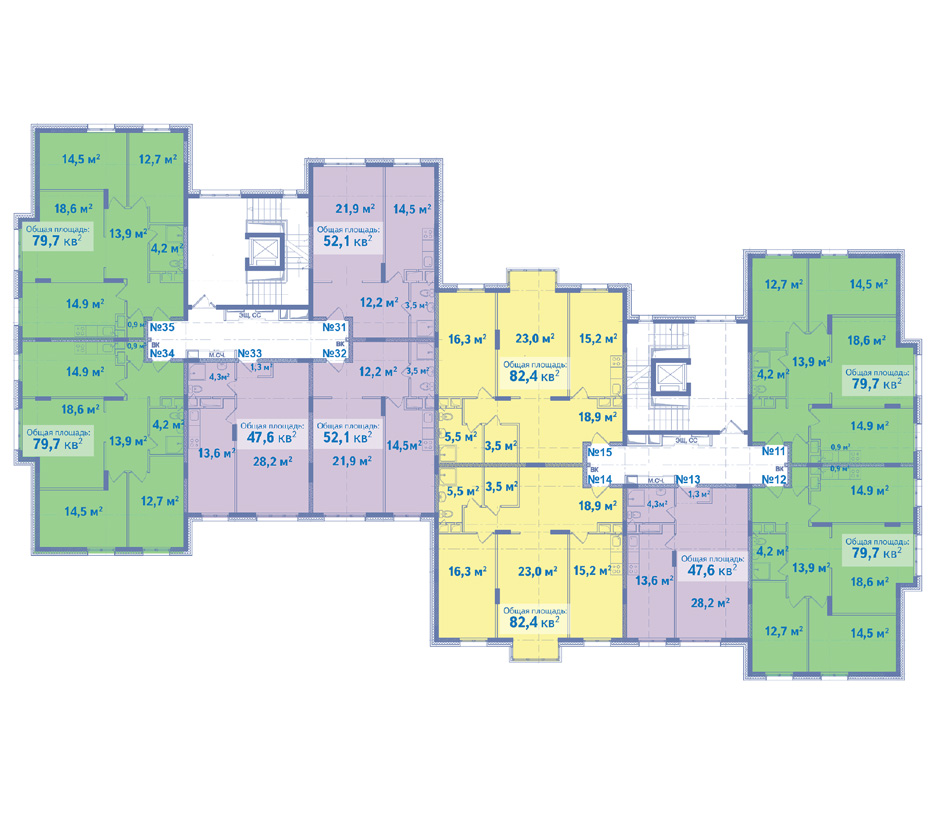 14,5 м²
12,7 м²
18,6 м²
Общая площадь:
79,7 кв²
13,9 м²
4,2 м²
14.9 м²
0,9 м²
№35
вк
№34
0,9 м²
14.9 м²
18,6 м²
79,7 кв²
13,9 м²
4,2 м²
14,5 м²
12,7 м²
21,9 м²
14,5 м²
Общая площадь:
52,1 кв²
12,2 м²
3,5 м²
ЭЩ, СС
№31
вк
№32
М.СЧ.
№33
1,3 м²
4,3м²
12,2 м²
3,5 м²
13,6 м²
Общая площадь:
47,6 кв²
28,2 м²
Общая площадь:
52,1 кв²
14,5м²
21,9 м²
16,3 м²
23,0 м²
15,2 м²
Общая площадь:
82,4 кв²
18,9 м²
5,5 м²
3,5 м²
№15
вк
№14
5,5 м²
3,5 м²
18,9 м²
16,3 м²
23,0 м²
15,2 м²
Общая площадь:
82,4 кв²
ЭЩ, СС
№11
вк
№12
М.СЧ.
№13
1,3 м²
4,3м²
13,6 м²
Общая площадь:
47,6 кв²
28,2 м²
12,7 м²
14,5 м²
18,6 м²
13,9 м²
4,2 м²
Общая площадь:
79,7 кв²
14.9 м²
0,9 м²
0,9 м²
14.9 м²
4,2 м²
13,9 м²
Общая площадь:
79,7 кв²
18,6 м²
12,7 м²
14,5 м²